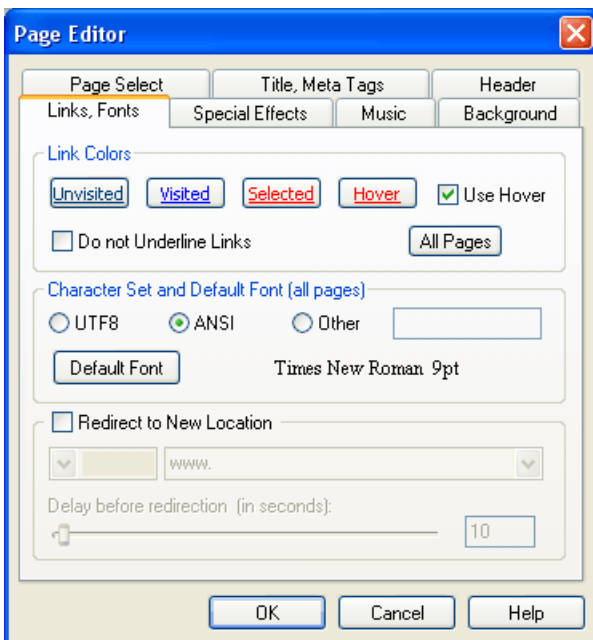 Page Editor
Page Select Title, Meta Tags Header
Links, Fonts Special Effects Music Background
Link Colors
Unvisited Visited Selected Hover Use Hover
Do not Underline Links All Pages
Character Set and Default Font (all pages)
UTF8 ANSI Other
Default Font Times New Roman 9pt
Redirect to New Location
www.
Delay before redirection (in seconds):
10
OK Cancel Help